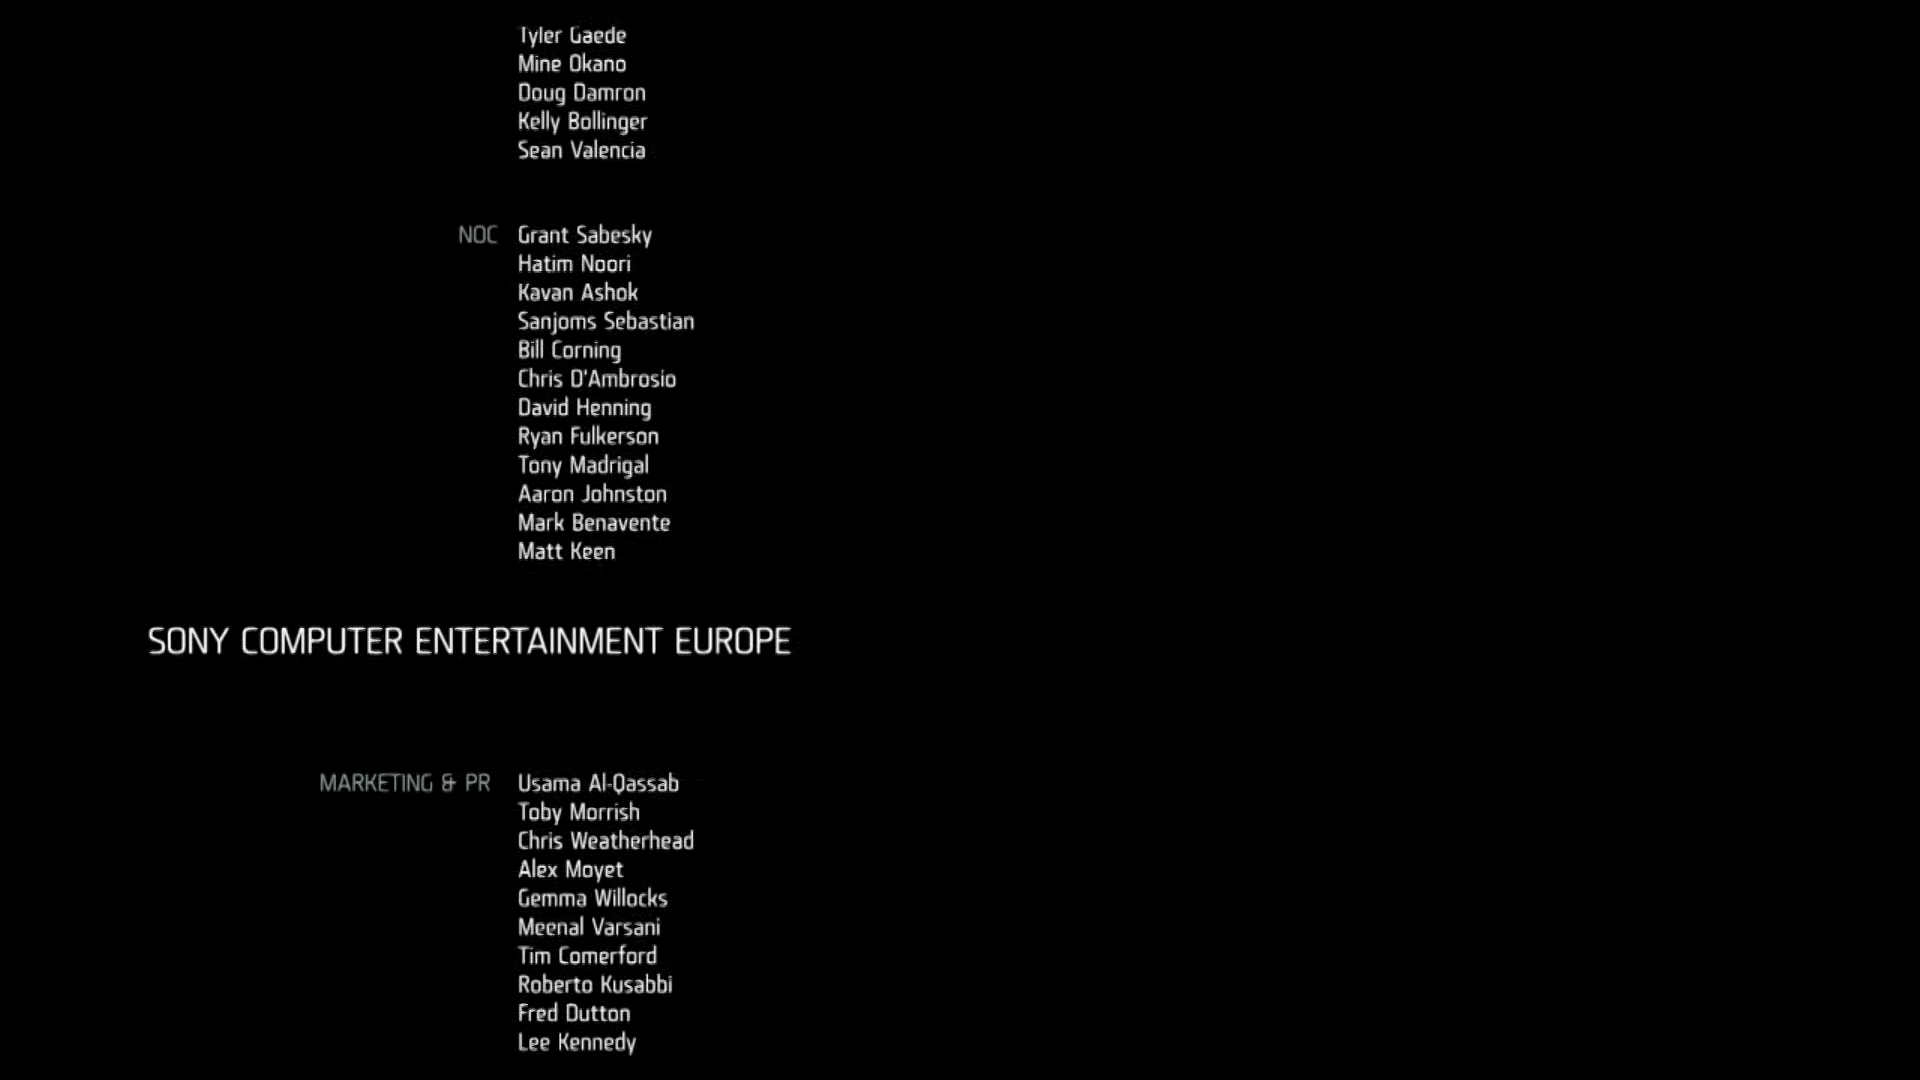 Tyler Gaede
Mine Okano
Doug Damron
Kelly Bollinger
Sean Valencia
NOC Grant Sabesky
Hatim Noori
Kavan Ashok
Sanjoms Sebastian
Bill Corning
Chris D'Ambrosio
David Henning
Ryan Fulkerson
Tony Madrigal
Aaron Johnston
Mark Benavente
Matt Keen
SONY COMPUTER ENTERTAINMENT EUROPE
MARKETING & PR Usama Al-Qassab
Toby Morrish
Chris Weatherhead
Alex Moyet
Gemma Willocks
Meenal Varsani
Tim Comerford
Roberto Kusabbi
Fred Dutton
Lee Kennedy